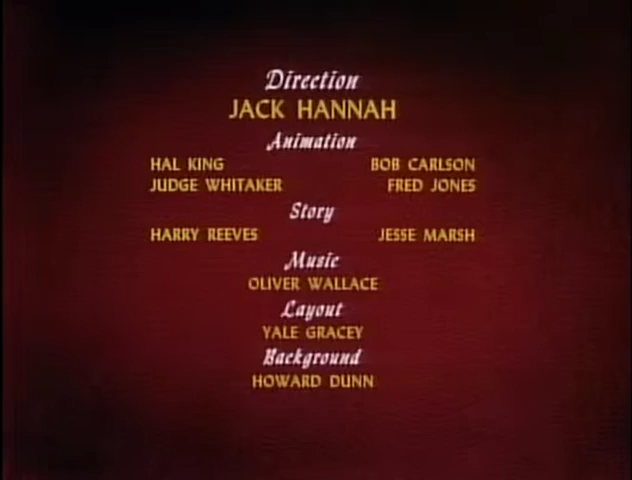 Direction
JACK HANNAH
Animation
HAL KING BOB CARLSON
JUDGE WHITAKER FRED JONES
Story
HARRY REEVES JESSE MARSH
Music
OLIVER WALLACE
Layout
YALE GRACEY
Background
HOWARD DUNN